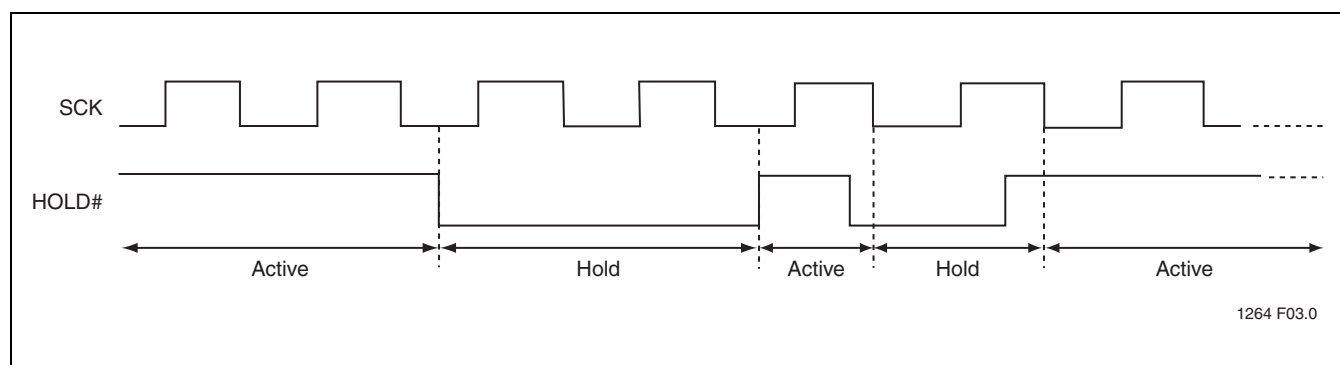 SCK
HOLD#
Active Hold Active Hold Active
1264 F03.0